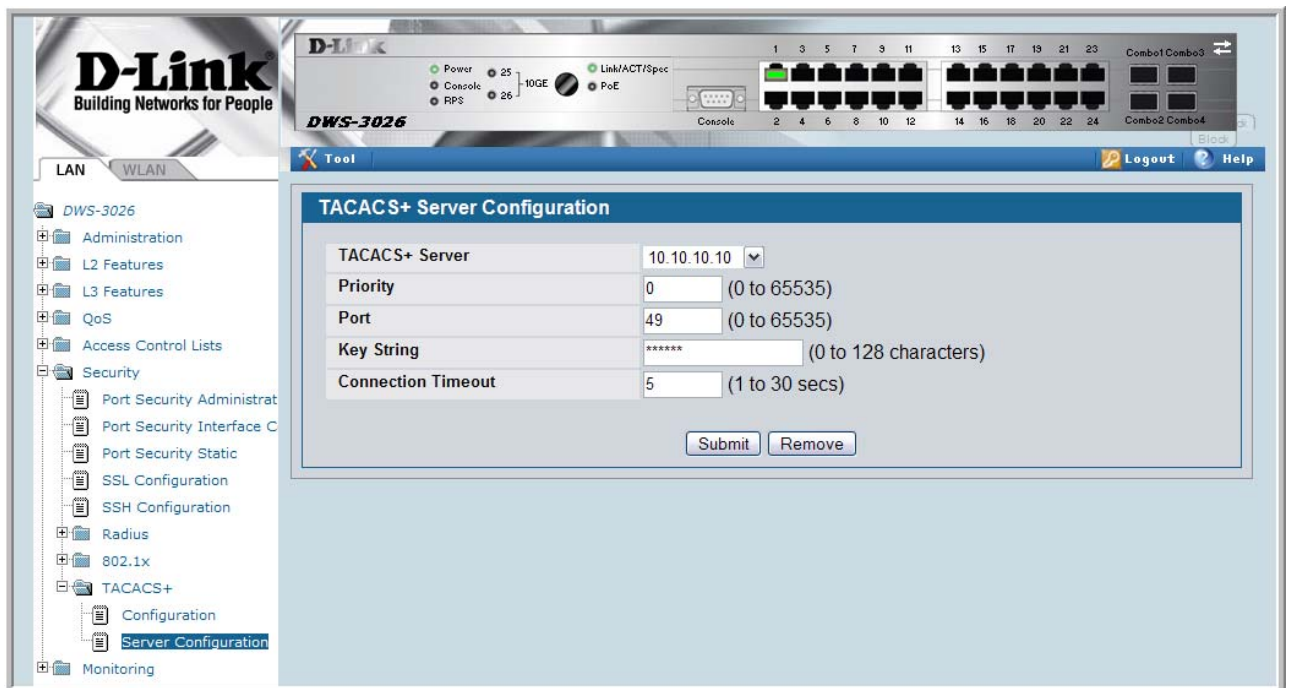 D-Link
Building Networks for People
D-Link
Power
Console
RPS
25
26
10GE
Link/ACT/Spec
PoE
DWS-3026
Console
1 3 5 7 9 11 13 15 17 19 21 23
2 4 6 8 10 12 14 16 18 20 22 24
Combo1 Combo3
Combo2 Combo4
Block
LAN
WLAN
Tool
Logout
Help
DWS-3026
Administration
L2 Features
L3 Features
QoS
Access Control Lists
Security
Port Security Administrat
Port Security Interface C
Port Security Static
SSL Configuration
SSH Configuration
Radius
802.1x
TACACS+
Configuration
Server Configuration
Monitoring
TACACS+ Server Configuration
TACACS+ Server 10.10.10.10
Priority 0 (0 to 65535)
Port 49 (0 to 65535)
Key String ****** (0 to 128 characters)
Connection Timeout 5 (1 to 30 secs)
Submit Remove